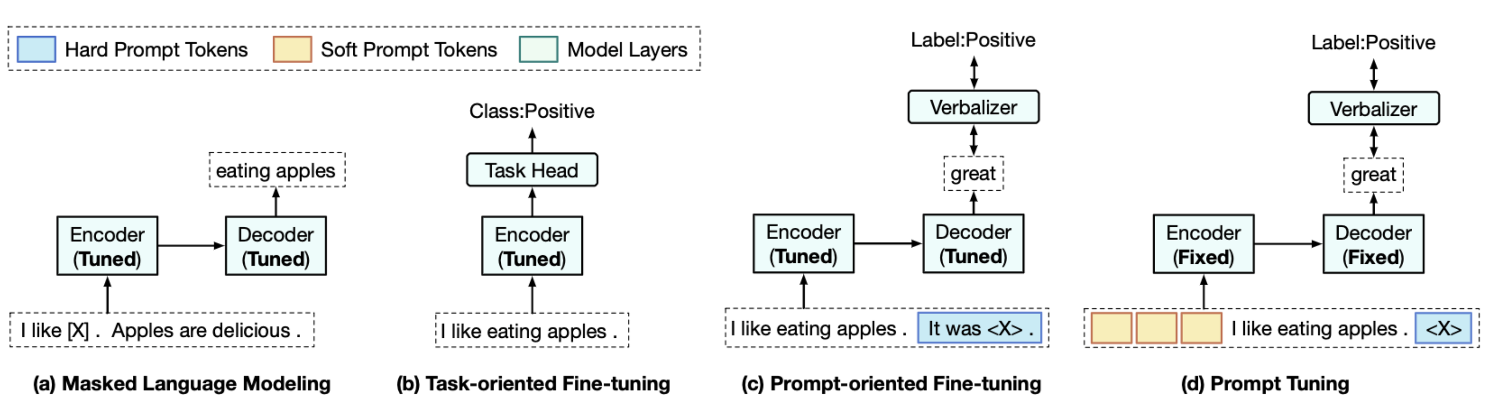 Hard Prompt Tokens Soft Prompt Tokens Model Layers
eating apples
Encoder
(Tuned)
Decoder
(Tuned)
I like [X] . Apples are delicious .
(a) Masked Language Modeling
Class:Positive
Task Head
Encoder
(Tuned)
I like eating apples .
(b) Task-oriented Fine-tuning
Label:Positive
Verbalizer
great
Encoder
(Tuned)
Decoder
(Tuned)
I like eating apples . It was <X> .
(c) Prompt-oriented Fine-tuning
Label:Positive
Verbalizer
great
Encoder
(Fixed)
Decoder
(Fixed)
I like eating apples . <X>
(d) Prompt Tuning